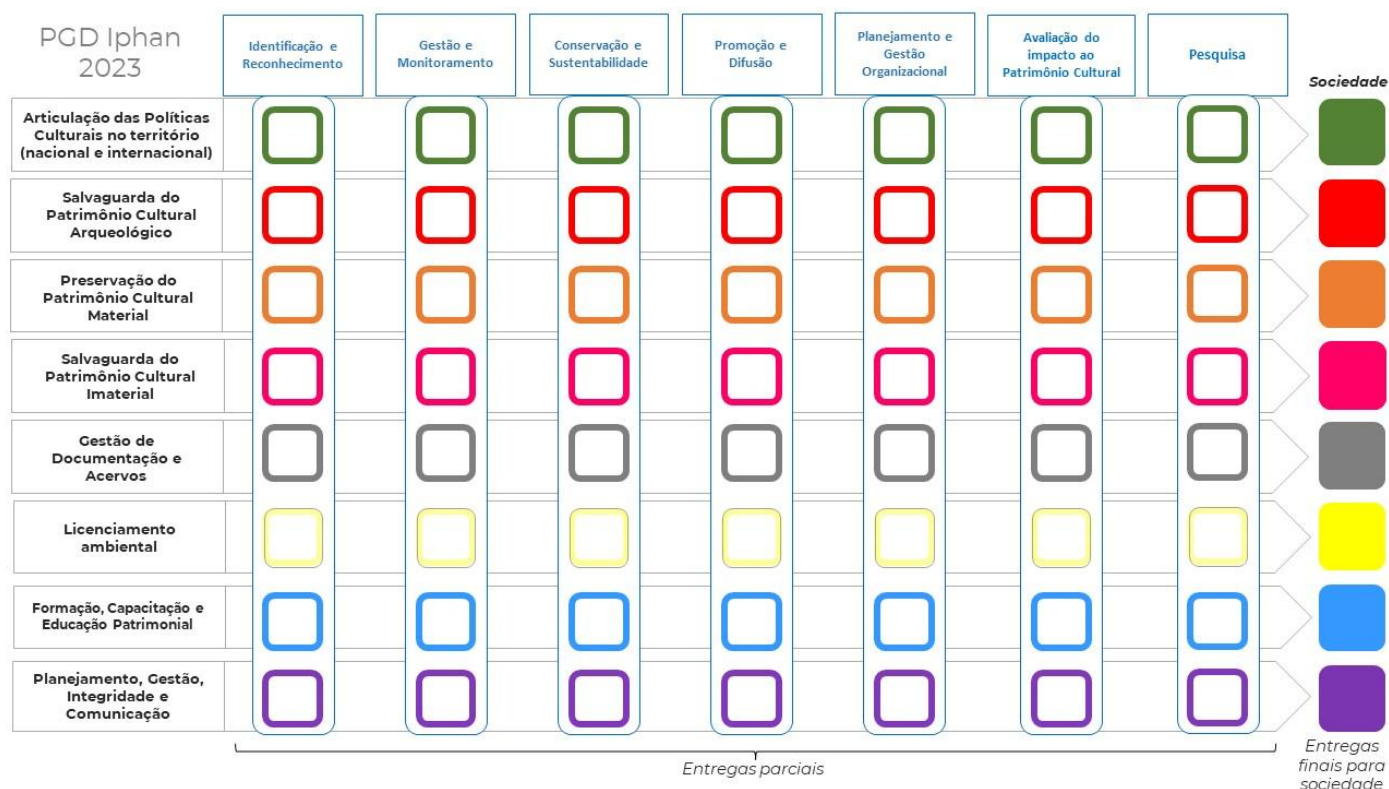 PGD Iphan
2023
Identificação e
Reconhecimento
Gestão e
Monitoramento
Conservação e
Sustentabilidade
Promoção e
Difusão
Planejamento e
Gestão
Organizacional
Avaliação do
impacto ao
Patrimônio Cultural
Pesquisa
Sociedade
Articulação das Políticas
Culturais no território
(nacional e internacional)
Salvaguarda do
Patrimônio Cultural
Arqueológico
Preservação do
Patrimônio Cultural
Material
Salvaguarda do
Patrimônio Cultural
Imaterial
Gestão de
Documentação e
Acervos
Licenciamento
ambiental
Formação, Capacitação e
Educação Patrimonial
Planejamento, Gestão,
Integridade e
Comunicação
Entregas parciais
Entregas
finais para
sociedade